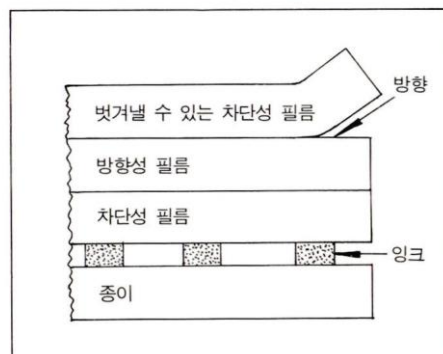 방향
벗겨낼 수 있는 차단성 필름
방향성 필름
차단성 필름
잉크
종이